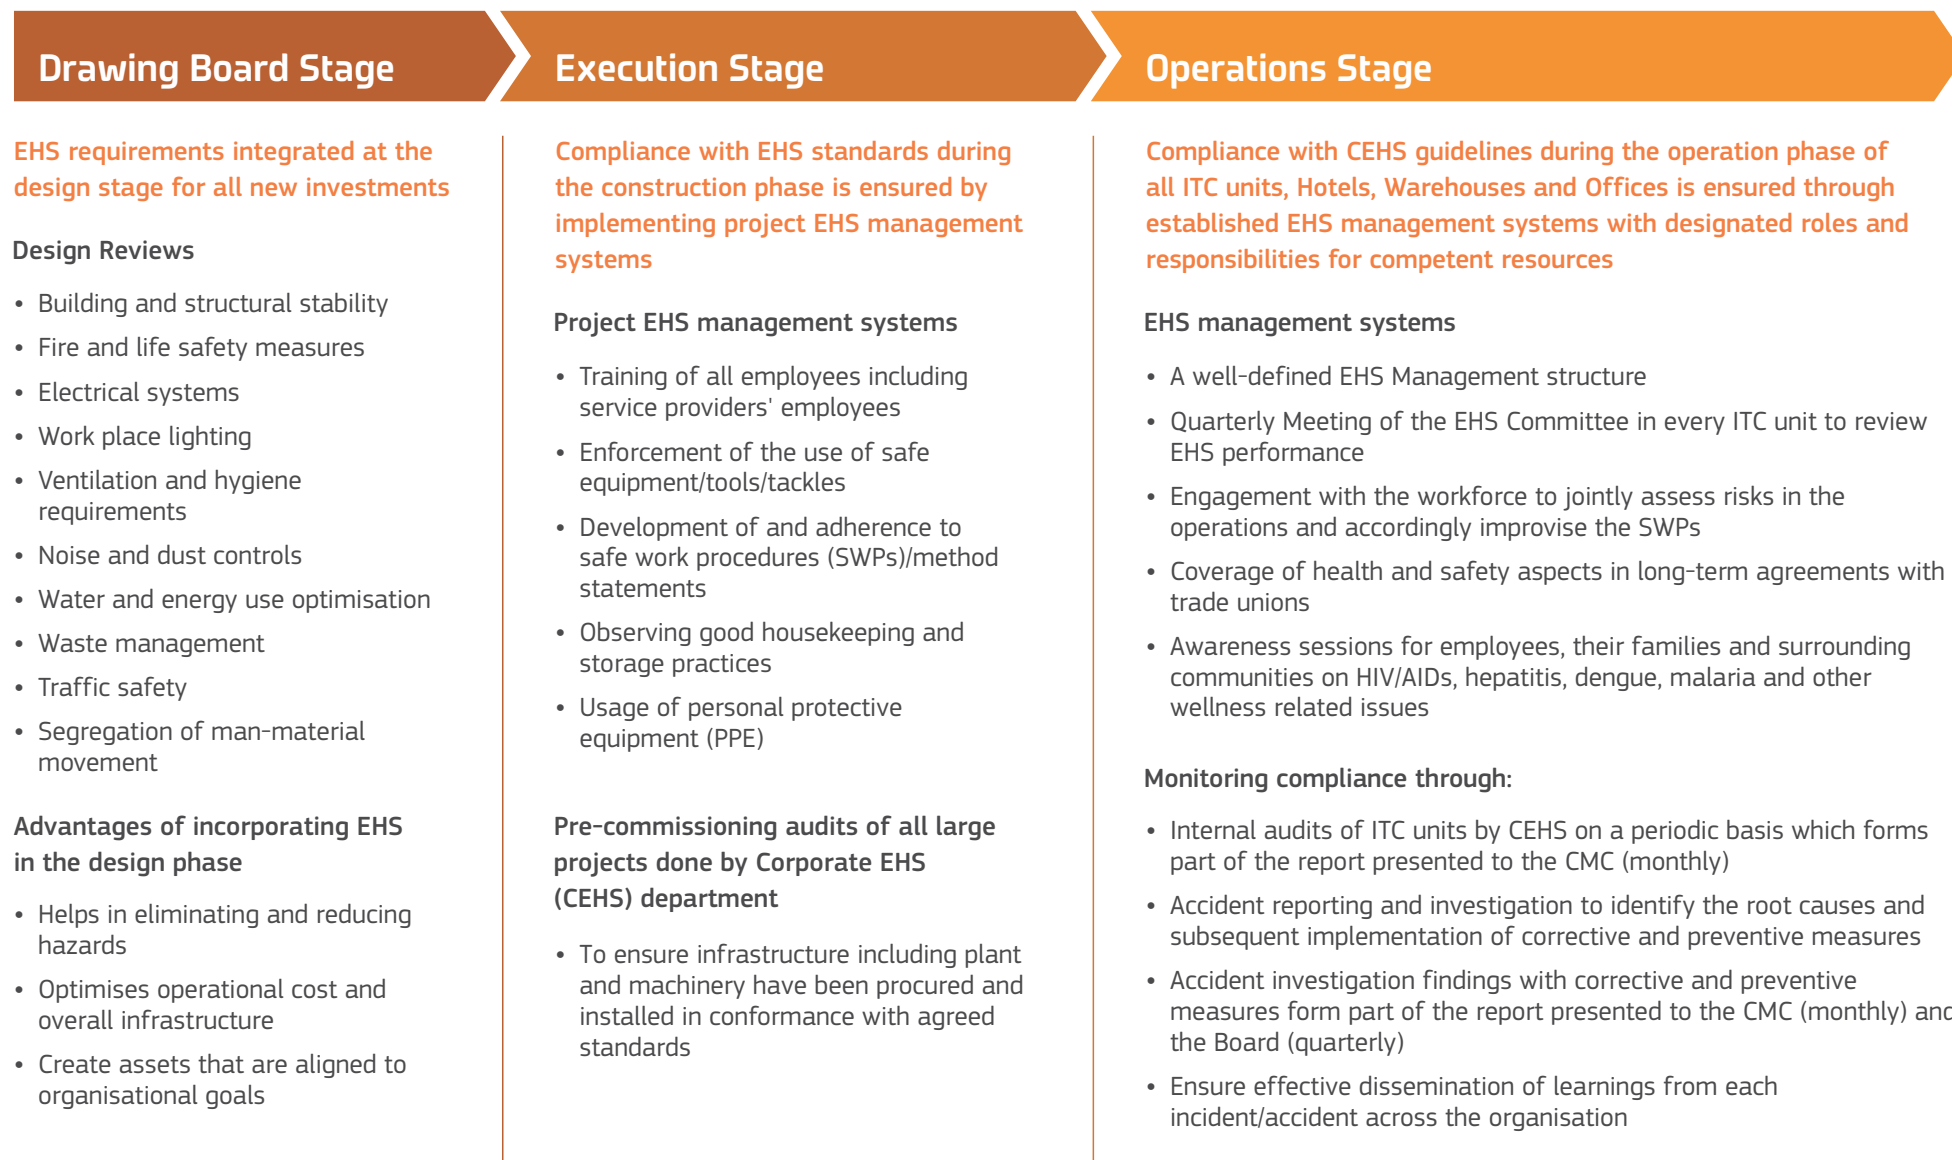 Drawing Board Stage
Execution Stage
Operations Stage
EHS requirements integrated at the
design stage for all new investments
Design Reviews
• Building and structural stability
• Fire and life safety measures
• Electrical systems
• Work place lighting
• Ventilation and hygiene
requirements
• Noise and dust controls
• Water and energy use optimisation
• Waste management
• Traffic safety
• Segregation of man-material
movement
Advantages of incorporating EHS
in the design phase
• Helps in eliminating and reducing
hazards
• Optimises operational cost and
overall infrastructure
• Create assets that are aligned to
organisational goals
Compliance with EHS standards during
the construction phase is ensured by
implementing project EHS management
systems
Project EHS management systems
• Training of all employees including
service providers' employees
• Enforcement of the use of safe
equipment/tools/tackles
• Development of and adherence to
safe work procedures (SWPs)/method
statements
• Observing good housekeeping and
storage practices
• Usage of personal protective
equipment (PPE)
Pre-commissioning audits of all large
projects done by Corporate EHS
(CEHS) department
• To ensure infrastructure including plant
and machinery have been procured and
installed in conformance with agreed
standards
Compliance with CEHS guidelines during the operation phase of
all ITC units, Hotels, Warehouses and Offices is ensured through
established EHS management systems with designated roles and
responsibilities for competent resources
EHS management systems
• A well-defined EHS Management structure
• Quarterly Meeting of the EHS Committee in every ITC unit to review
EHS performance
• Engagement with the workforce to jointly assess risks in the
operations and accordingly improvise the SWPs
• Coverage of health and safety aspects in long-term agreements with
trade unions
• Awareness sessions for employees, their families and surrounding
communities on HIV/AIDs, hepatitis, dengue, malaria and other
wellness related issues
Monitoring compliance through:
• Internal audits of ITC units by CEHS on a periodic basis which forms
part of the report presented to the CMC (monthly)
• Accident reporting and investigation to identify the root causes and
subsequent implementation of corrective and preventive measures
• Accident investigation findings with corrective and preventive
measures form part of the report presented to the CMC (monthly) and
the Board (quarterly)
• Ensure effective dissemination of learnings from each
incident/accident across the organisation